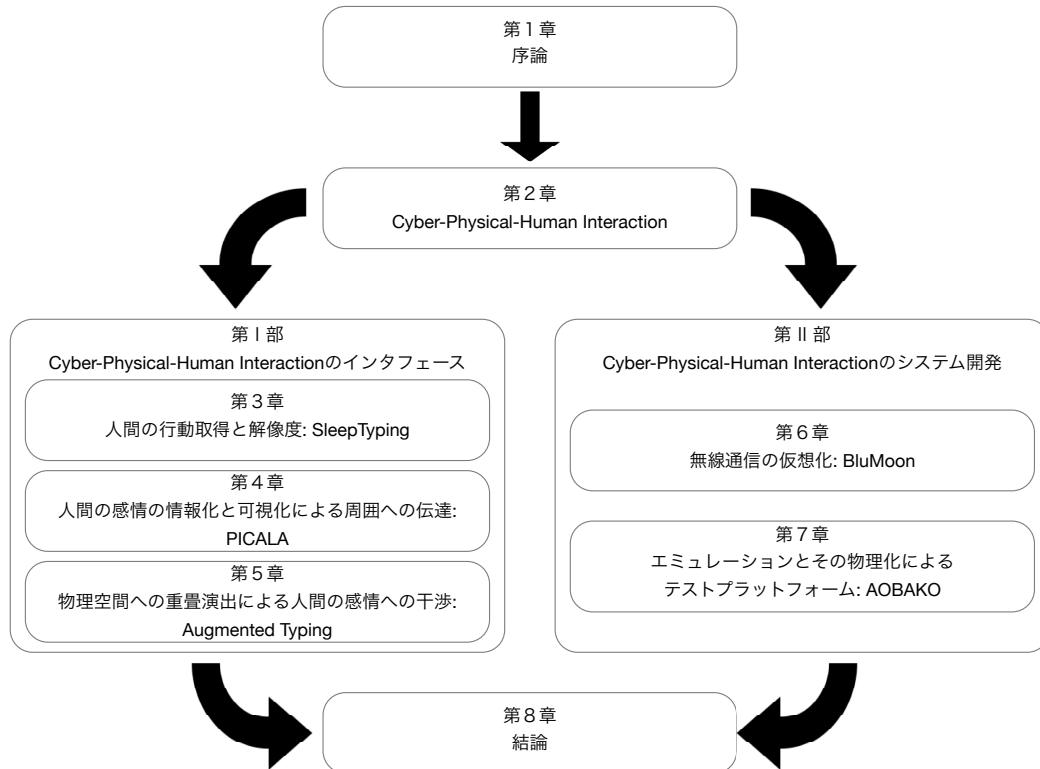 第1章
序論
第2章
Cyber-Physical-Human Interaction
第I部
Cyber-Physical-Human Interactionのインタフェース
第3章
人間の行動取得と解像度: SleepTyping
第4章
人間の感情の情報化と可視化による周囲への伝達:
PICALA
第5章
物理空間への重畳演出による人間の感情への干渉:
Augmented Typing
第II部
Cyber-Physical-Human Interactionのシステム開発
第6章
無線通信の仮想化: BluMoon
第7章
エミュレーションとその物理化による
テストプラットフォーム: AOBAKO
第8章
結論